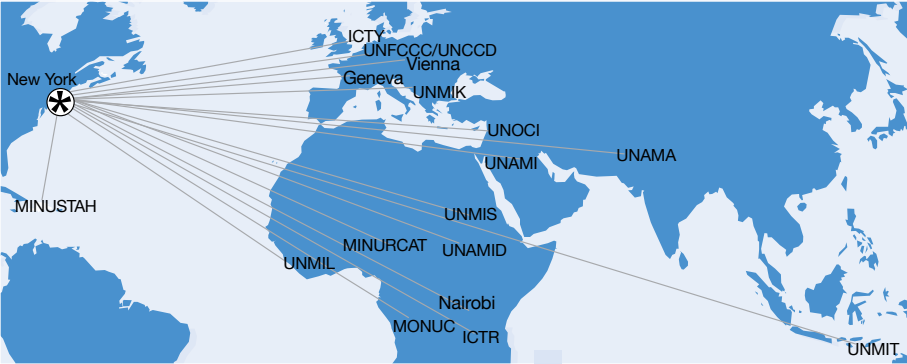 ICTY
UNFCCC/UNCCD
Vienna
New York
Geneva
UNMIK
UNOCI
UNAMA
UNAMI
MINUSTAH
UNMIS
MINURCAT
UNAMID
UNMIL
Nairobi
MONUC
ICTR
UNMIT